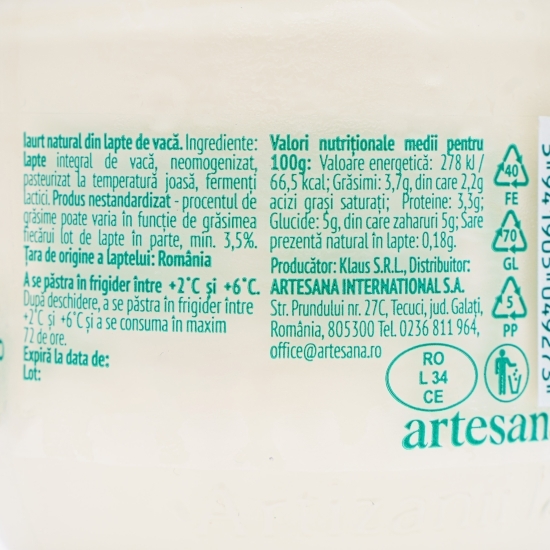 Iaurt natural din lapte de vacă. Ingrediente:
lapte integral de vacă, neomogenizat,
pasteurizat la temperatură joasă, fermenți
lactici. Produs nestandardizat - procentul de
grăsime poate varia în funcție de grăsimea
fiecărui lot de lapte în parte, min. 3,5%.
Țara de origine a laptelui: România
A se păstra în frigider între +2°C și +6°C.
După deschidere, a se păstra în frigider între
+2°C și +6°C și a se consuma în maxim
72 de ore.
Expiră la data de:
Lot:
Valori nutriționale medii pentru
100g: Valoare energetică: 278 kJ /
66,5 kcal; Grăsimi: 3,7g, din care 2,2g
acizi grași saturați; Proteine: 3,3g;
Glucide: 5g, din care zaharuri 5g; Sare
prezentă natural în lapte: 0,18g.
Producător: Klaus S.R.L., Distribuitor:
ARTESANA INTERNATIONAL S.A.
Str. Prundului nr. 27C, Tecuci, jud. Galați,
România, 805300 Tel. 0236 811 964,
office@artesana.ro
40
FE
70
GL
5
PP
RO
L 34
CE
artesan